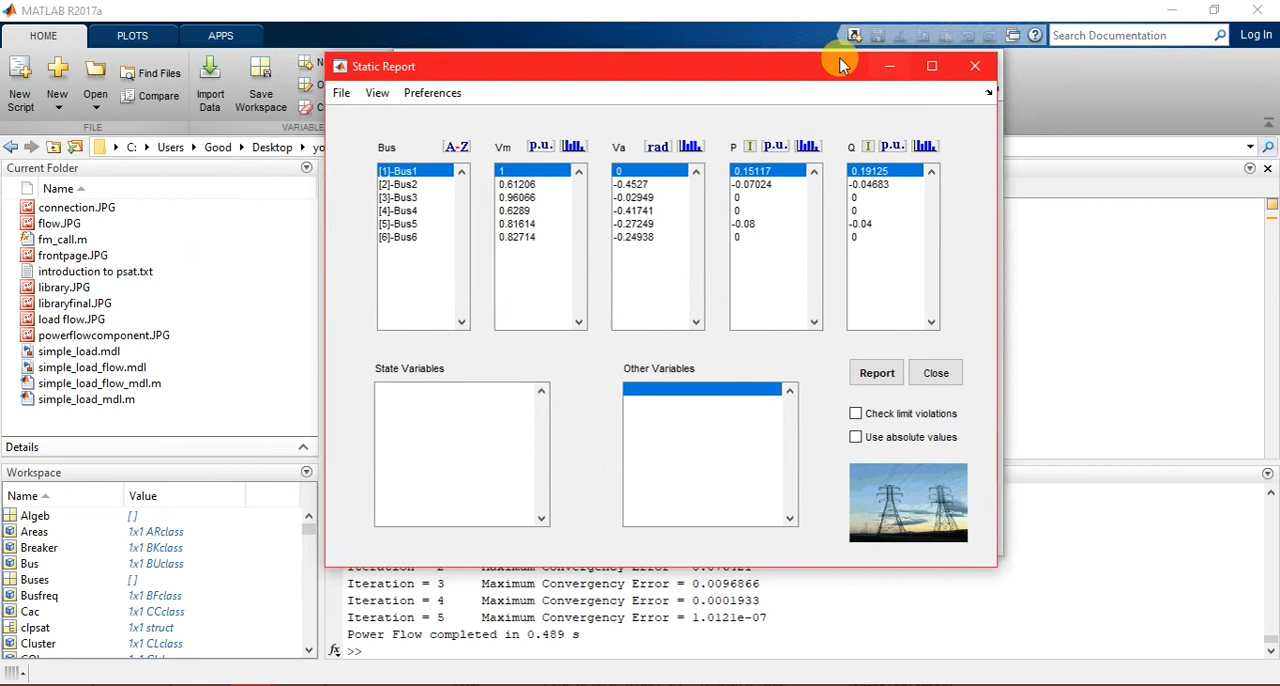 MATLAB R2017a
HOME PLOTS APPS
Search Documentation Log In
New Script
New
Open
Find Files
Compare
Import Data
Save Workspace
FILE
VARIABLE
C: Users Good Desktop
Static Report
File View Preferences
Current Folder
Name
connection.JPG
flow.JPG
fm_call.m
frontpage.JPG
introduction to psat.txt
library.JPG
libraryfinal.JPG
load flow.JPG
powerflowcomponent.JPG
simple_load.mdl
simple_load_flow.mdl
simple_load_flow_mdl.m
simple_load_mdl.m
Details
Workspace
Name Value
Algeb [ ]
Areas 1x1 ARclass
Breaker 1x1 BKclass
Bus 1x1 BUclass
Buses [ ]
Busfreq 1x1 BFclass
Cac 1x1 CCclass
clpsat 1x1 struct
Cluster 1x1 CLclass
Bus A-Z Vm p.u. Va rad P I p.u. Q I p.u.
[1]-Bus1 1 0 0.15117 0.19125
[2]-Bus2 0.61206 -0.4527 -0.07024 -0.04683
[3]-Bus3 0.96066 -0.02949 0 0
[4]-Bus4 0.6289 -0.41741 0 0
[5]-Bus5 0.81614 -0.27249 -0.08 -0.04
[6]-Bus6 0.82714 -0.24938 0 0
State Variables
Other Variables
Report Close
Check limit violations
Use absolute values
Iteration = 3 Maximum Convergency Error = 0.0096866
Iteration = 4 Maximum Convergency Error = 0.0001933
Iteration = 5 Maximum Convergency Error = 1.0121e-07
Power Flow completed in 0.489 s
fx >>